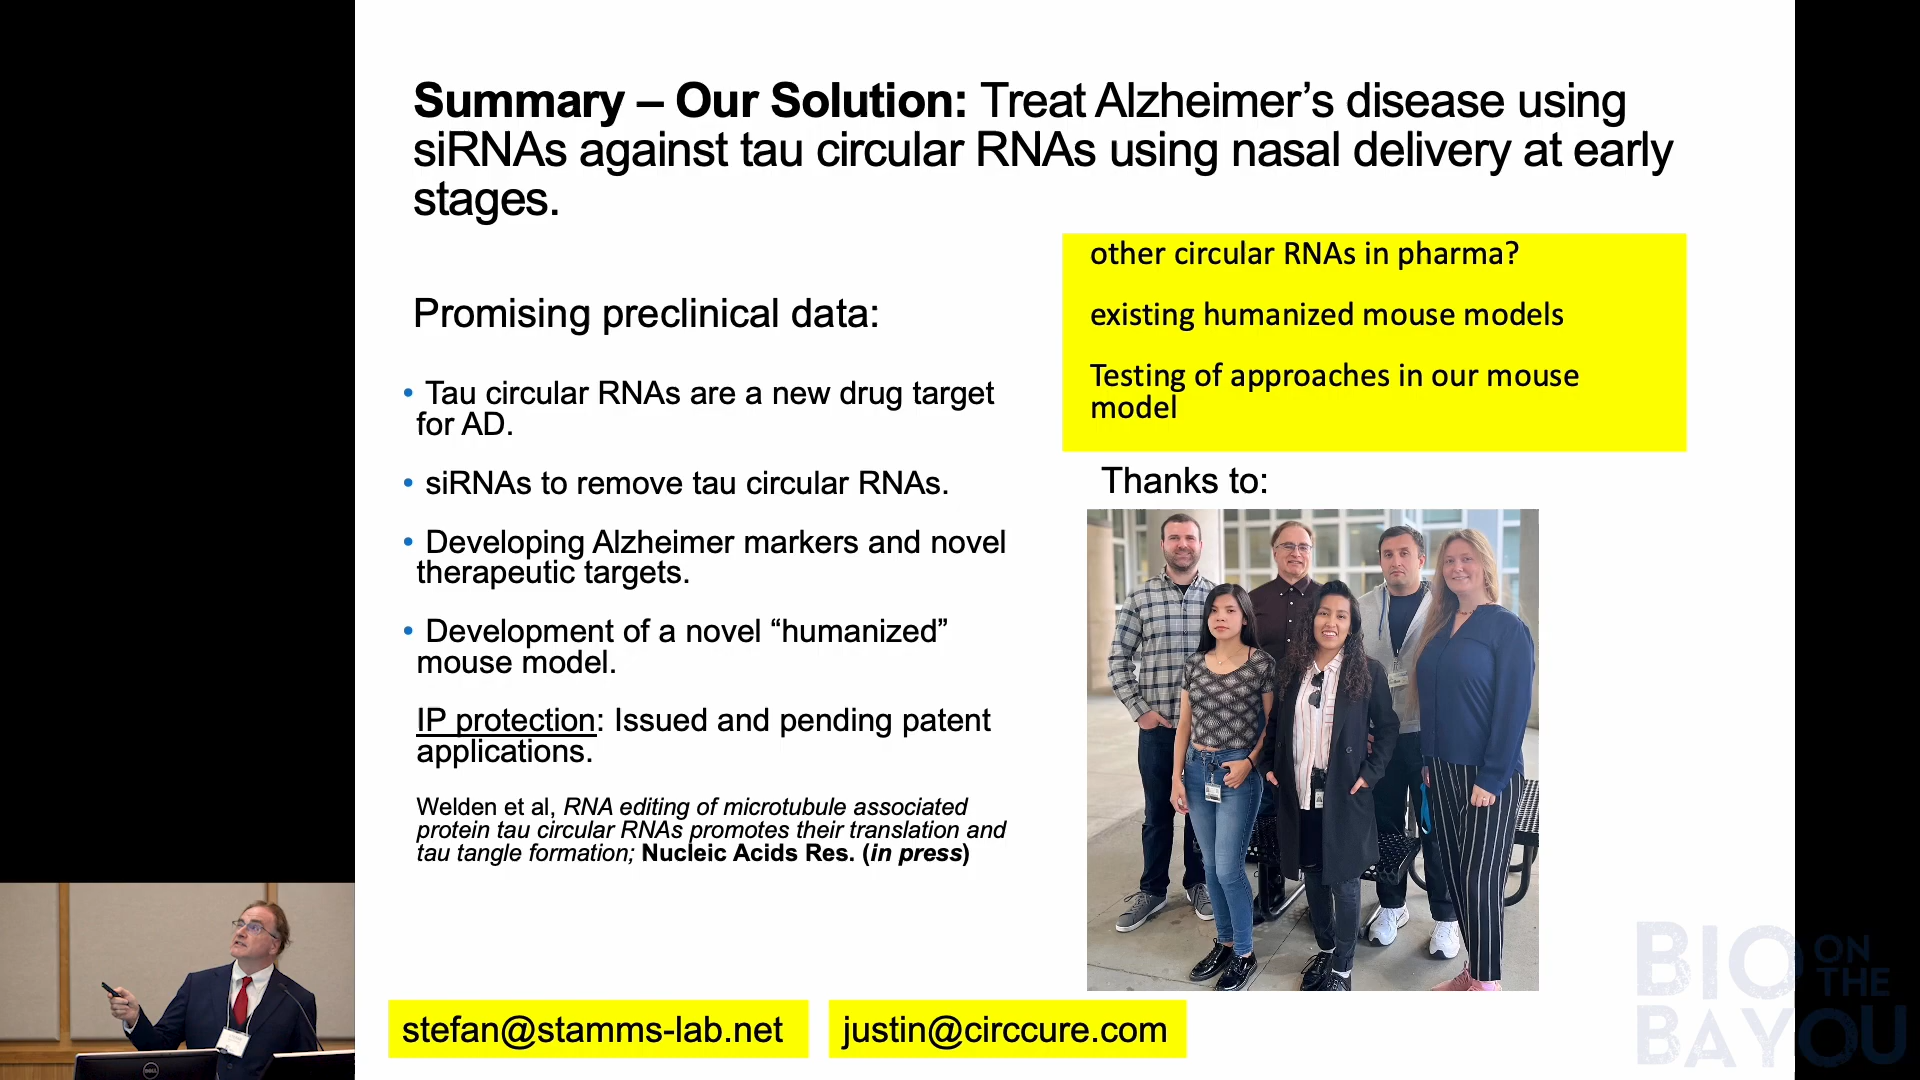 Summary – Our Solution: Treat Alzheimer’s disease using
siRNAs against tau circular RNAs using nasal delivery at early
stages.
Promising preclinical data:
• Tau circular RNAs are a new drug target
for AD.
• siRNAs to remove tau circular RNAs.
• Developing Alzheimer markers and novel
therapeutic targets.
• Development of a novel “humanized”
mouse model.
IP protection: Issued and pending patent
applications.
Welden et al, RNA editing of microtubule associated
protein tau circular RNAs promotes their translation and
tau tangle formation; Nucleic Acids Res. (in press)
other circular RNAs in pharma?
existing humanized mouse models
Testing of approaches in our mouse
model
Thanks to:
stefan@stamms-lab.net
justin@circcure.com
BIO ON
THE
BAYOU
DELL